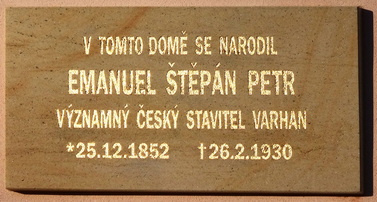 V TOMTO DOMĚ SE NARODIL
EMANUEL ŠTĚPÁN PETR
VÝZNAMNÝ ČESKÝ STAVITEL VARHAN
*25.12.1852 †26.2.1930